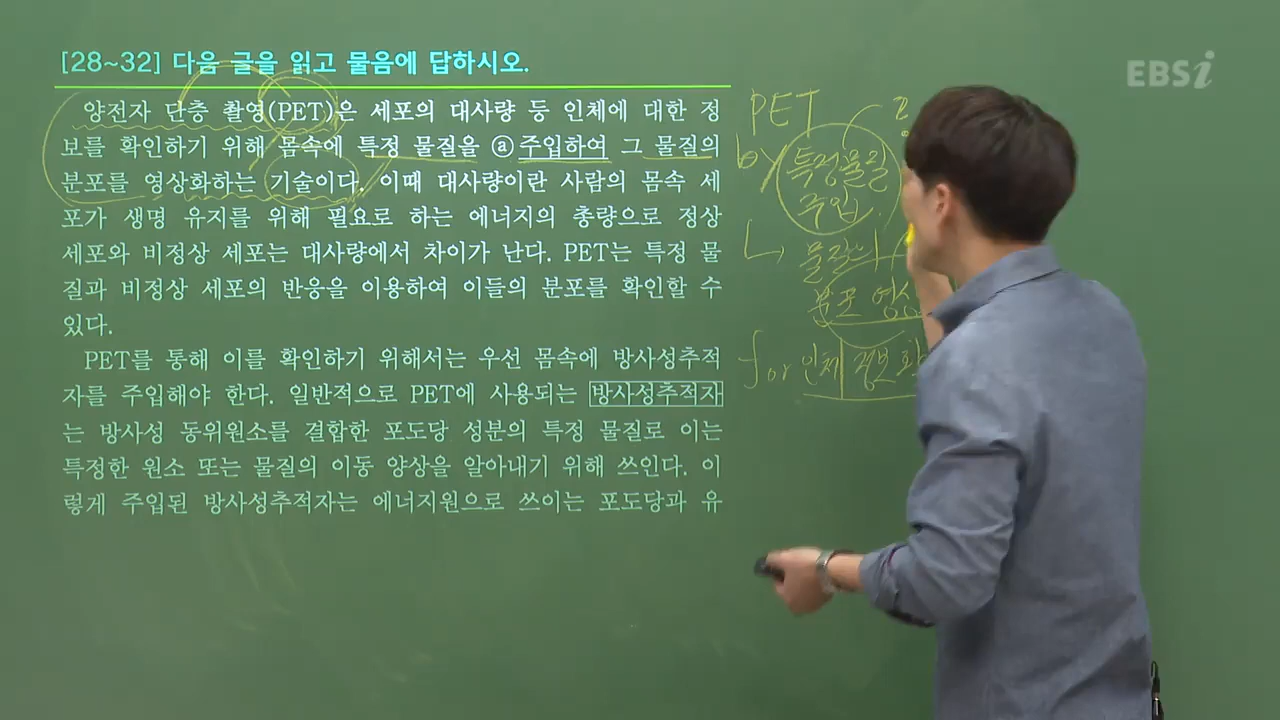 [28~32] 다음 글을 읽고 물음에 답하시오.
EBSi
양전자 단층 촬영(PET)은 세포의 대사량 등 인체에 대한 정
보를 확인하기 위해 몸속에 특정 물질을 ⓐ주입하여 그 물질의
분포를 영상화하는 기술이다. 이때 대사량이란 사람의 몸속 세
포가 생명 유지를 위해 필요로 하는 에너지의 총량으로 정상
세포와 비정상 세포는 대사량에서 차이가 난다. PET는 특정 물
질과 비정상 세포의 반응을 이용하여 이들의 분포를 확인할 수
있다.
PET를 통해 이를 확인하기 위해서는 우선 몸속에 방사성추적
자를 주입해야 한다. 일반적으로 PET에 사용되는 방사성추적자
는 방사성 동위원소를 결합한 포도당 성분의 특정 물질로 이는
특정한 원소 또는 물질의 이동 양상을 알아내기 위해 쓰인다. 이
렇게 주입된 방사성추적자는 에너지원으로 쓰이는 포도당과 유
PET ?
by 특정물질
주입
↳ 물질의
분포 영상
for 인체 정보 확